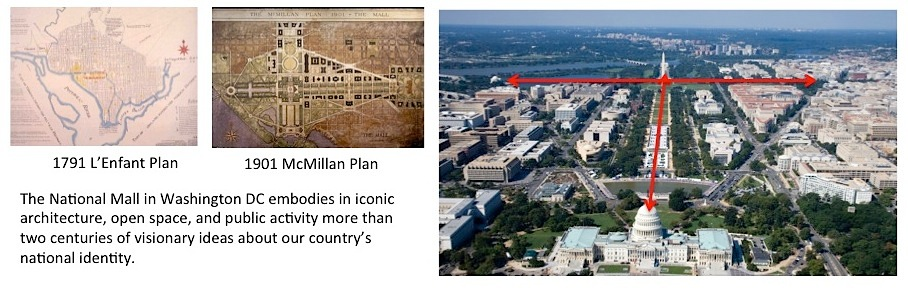 THE McMILLAN PLAN 1901 - THE MALL
1791 L’Enfant Plan
1901 McMillan Plan
The National Mall in Washington DC embodies in iconic
architecture, open space, and public activity more than
two centuries of visionary ideas about our country’s
national identity.